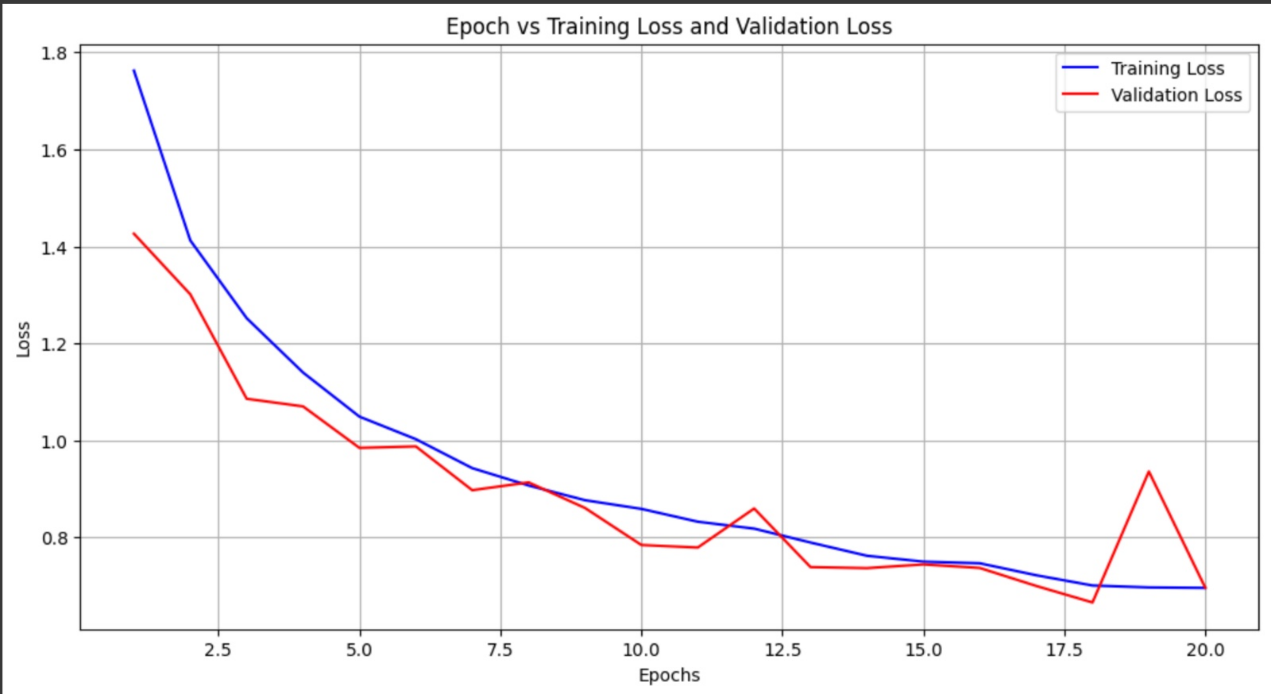 Epoch vs Training Loss and Validation Loss
Training Loss
Validation Loss
1.8
1.6
1.4
1.2
1.0
0.8
Loss
2.5 5.0 7.5 10.0 12.5 15.0 17.5 20.0
Epochs